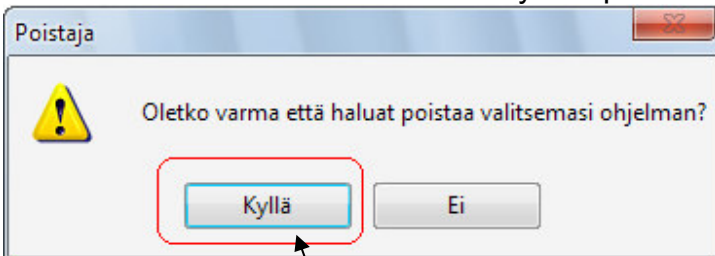 Poistaja
Oletko varma että haluat poistaa valitsemasi ohjelman?
Kyllä
Ei